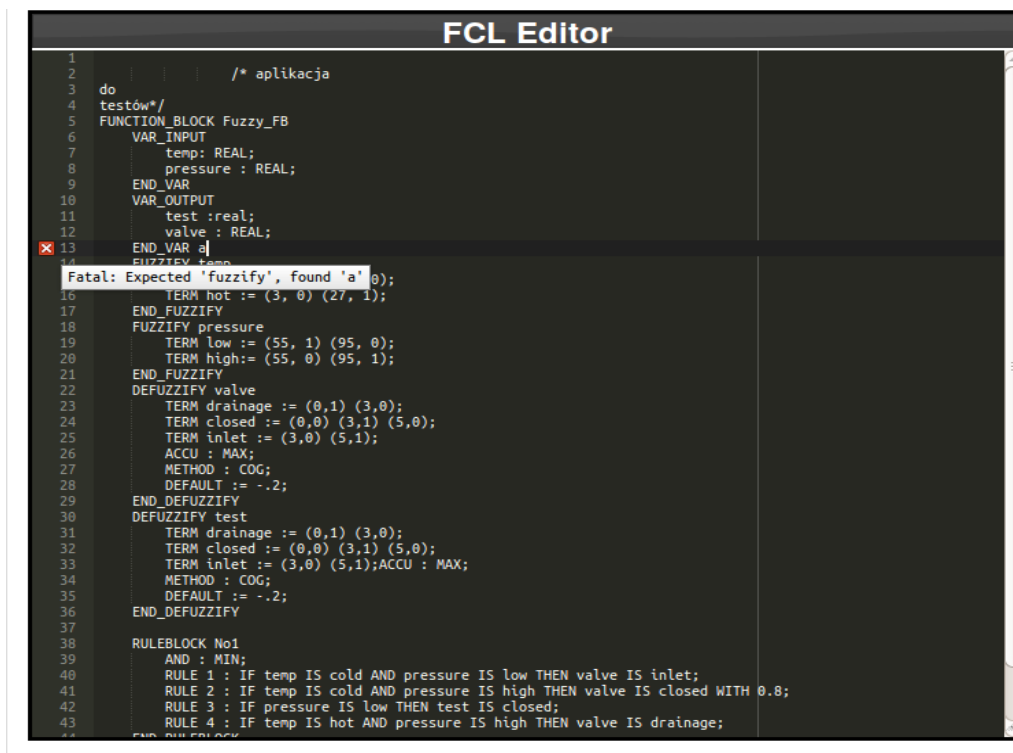 FCL Editor
1
2 /* aplikacja
3 do
4 testów*/
5 FUNCTION_BLOCK Fuzzy_FB
6 VAR_INPUT
7 temp: REAL;
8 pressure : REAL;
9 END_VAR
10 VAR_OUTPUT
11 test :real;
12 valve : REAL;
13 END_VAR a
14 FUZZIFY temp
Fatal: Expected 'fuzzify', found 'a' 0);
16 TERM hot := (3, 0) (27, 1);
17 END_FUZZIFY
18 FUZZIFY pressure
19 TERM low := (55, 1) (95, 0);
20 TERM high:= (55, 0) (95, 1);
21 END_FUZZIFY
22 DEFUZZIFY valve
23 TERM drainage := (0,1) (3,0);
24 TERM closed := (0,0) (3,1) (5,0);
25 TERM inlet := (3,0) (5,1);
26 ACCU : MAX;
27 METHOD : COG;
28 DEFAULT := -.2;
29 END_DEFUZZIFY
30 DEFUZZIFY test
31 TERM drainage := (0,1) (3,0);
32 TERM closed := (0,0) (3,1) (5,0);
33 TERM inlet := (3,0) (5,1);ACCU : MAX;
34 METHOD : COG;
35 DEFAULT := -.2;
36 END_DEFUZZIFY
37
38 RULEBLOCK No1
39 AND : MIN;
40 RULE 1 : IF temp IS cold AND pressure IS low THEN valve IS inlet;
41 RULE 2 : IF temp IS cold AND pressure IS high THEN valve IS closed WITH 0.8;
42 RULE 3 : IF pressure IS low THEN test IS closed;
43 RULE 4 : IF temp IS hot AND pressure IS high THEN valve IS drainage;
44 END_RULEBLOCK